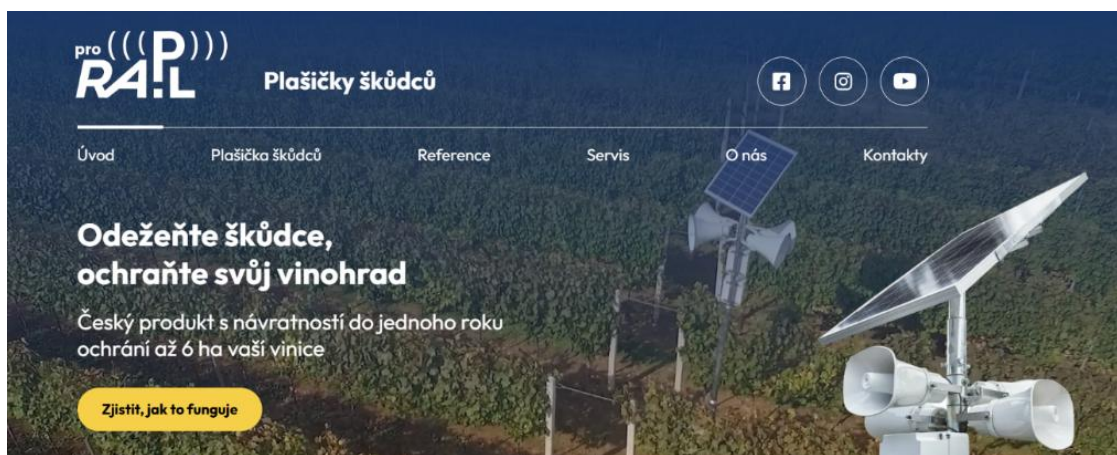 pro (((P)))
RAPL
Plašičky škůdců
Úvod
Plašička škůdců
Reference
Servis
O nás
Kontakty
Odežeňte škůdce,
ochraňte svůj vinohrad
Český produkt s návratností do jednoho roku
ochrání až 6 ha vaší vinice
Zjistit, jak to funguje